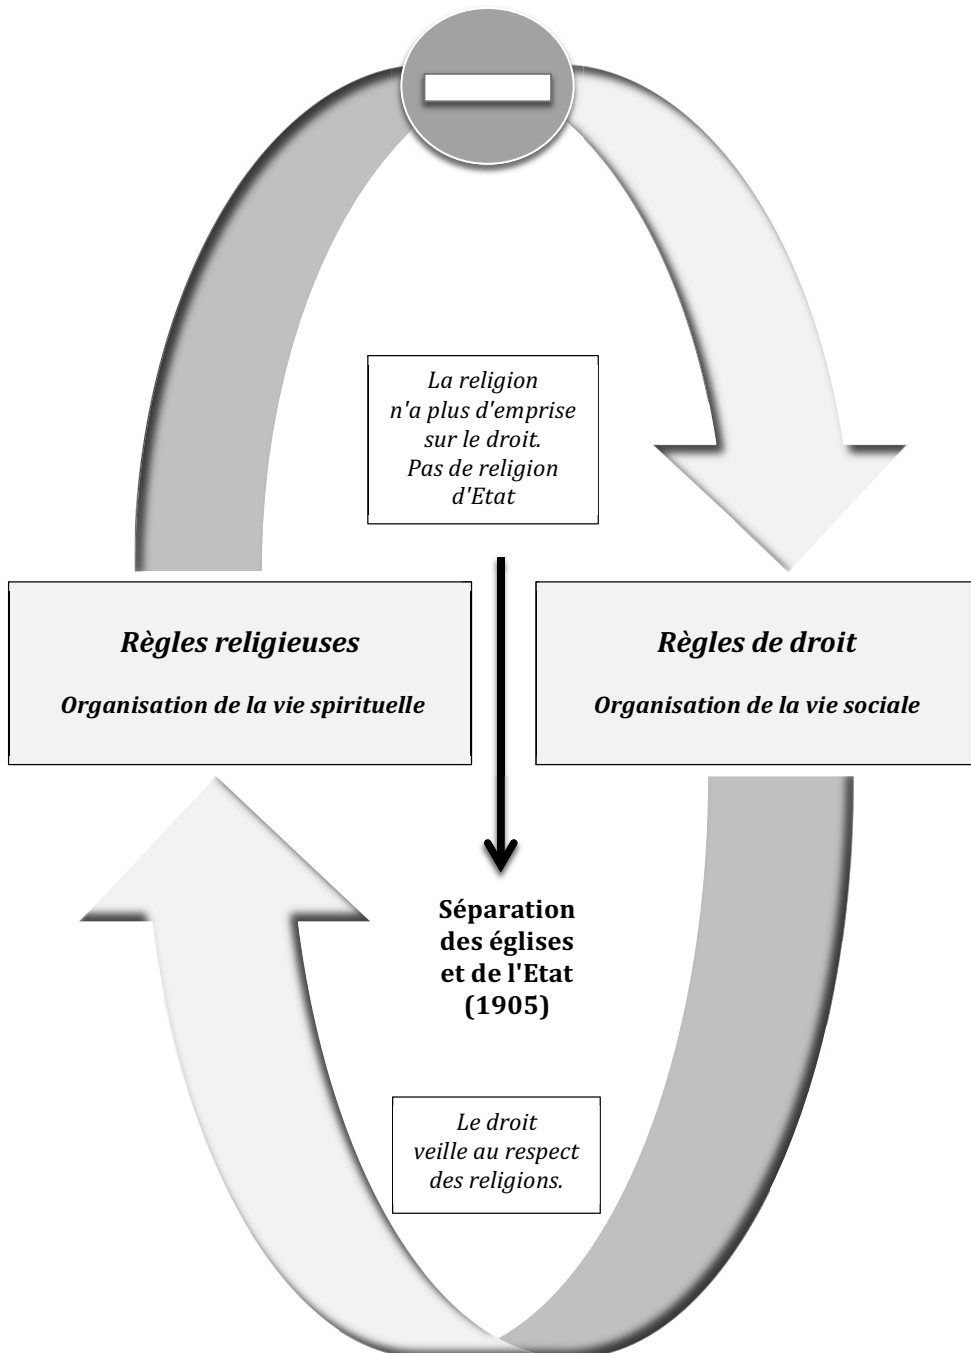 La religion
n'a plus d'emprise
sur le droit.
Pas de religion
d'Etat
Règles religieuses
Organisation de la vie spirituelle
Règles de droit
Organisation de la vie sociale
Séparation
des églises
et de l'Etat
(1905)
Le droit
veille au respect
des religions.